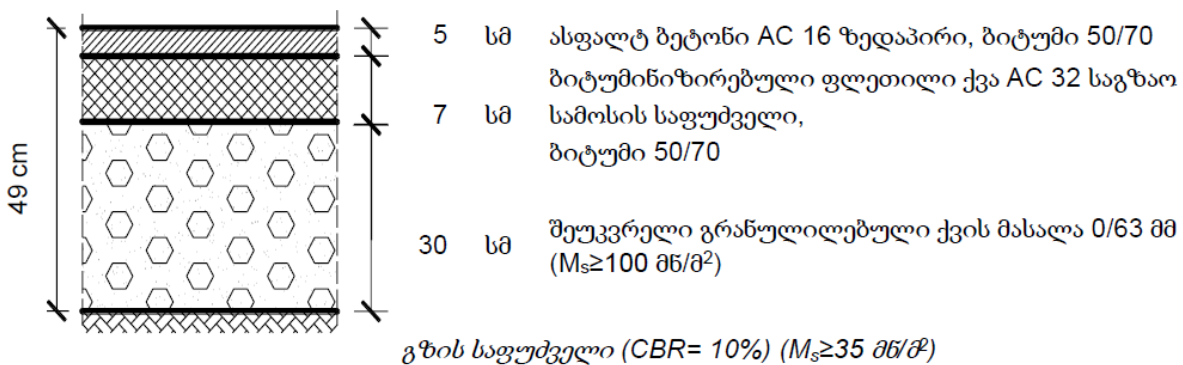 5 სმ ასფალტ ბეტონი AC 16 ზედაპირი, ბიტუმი 50/70
ბიტუმინიზირებული ფლეთილი ქვა AC 32 საგზაო
7 სმ სამოსის საფუძველი,
ბიტუმი 50/70
49 cm
30 სმ შეუკვრელი გრანულილებული ქვის მასალა 0/63 მმ
(Ms≥100 მნ/მ²)
გზის საფუძველი (CBR= 10%) (Ms≥35 მნ/მ²)